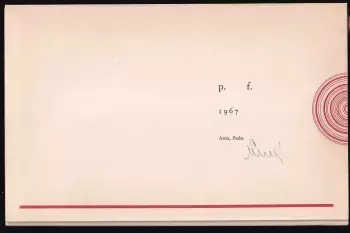 p. f.
1967
Artia, Praha